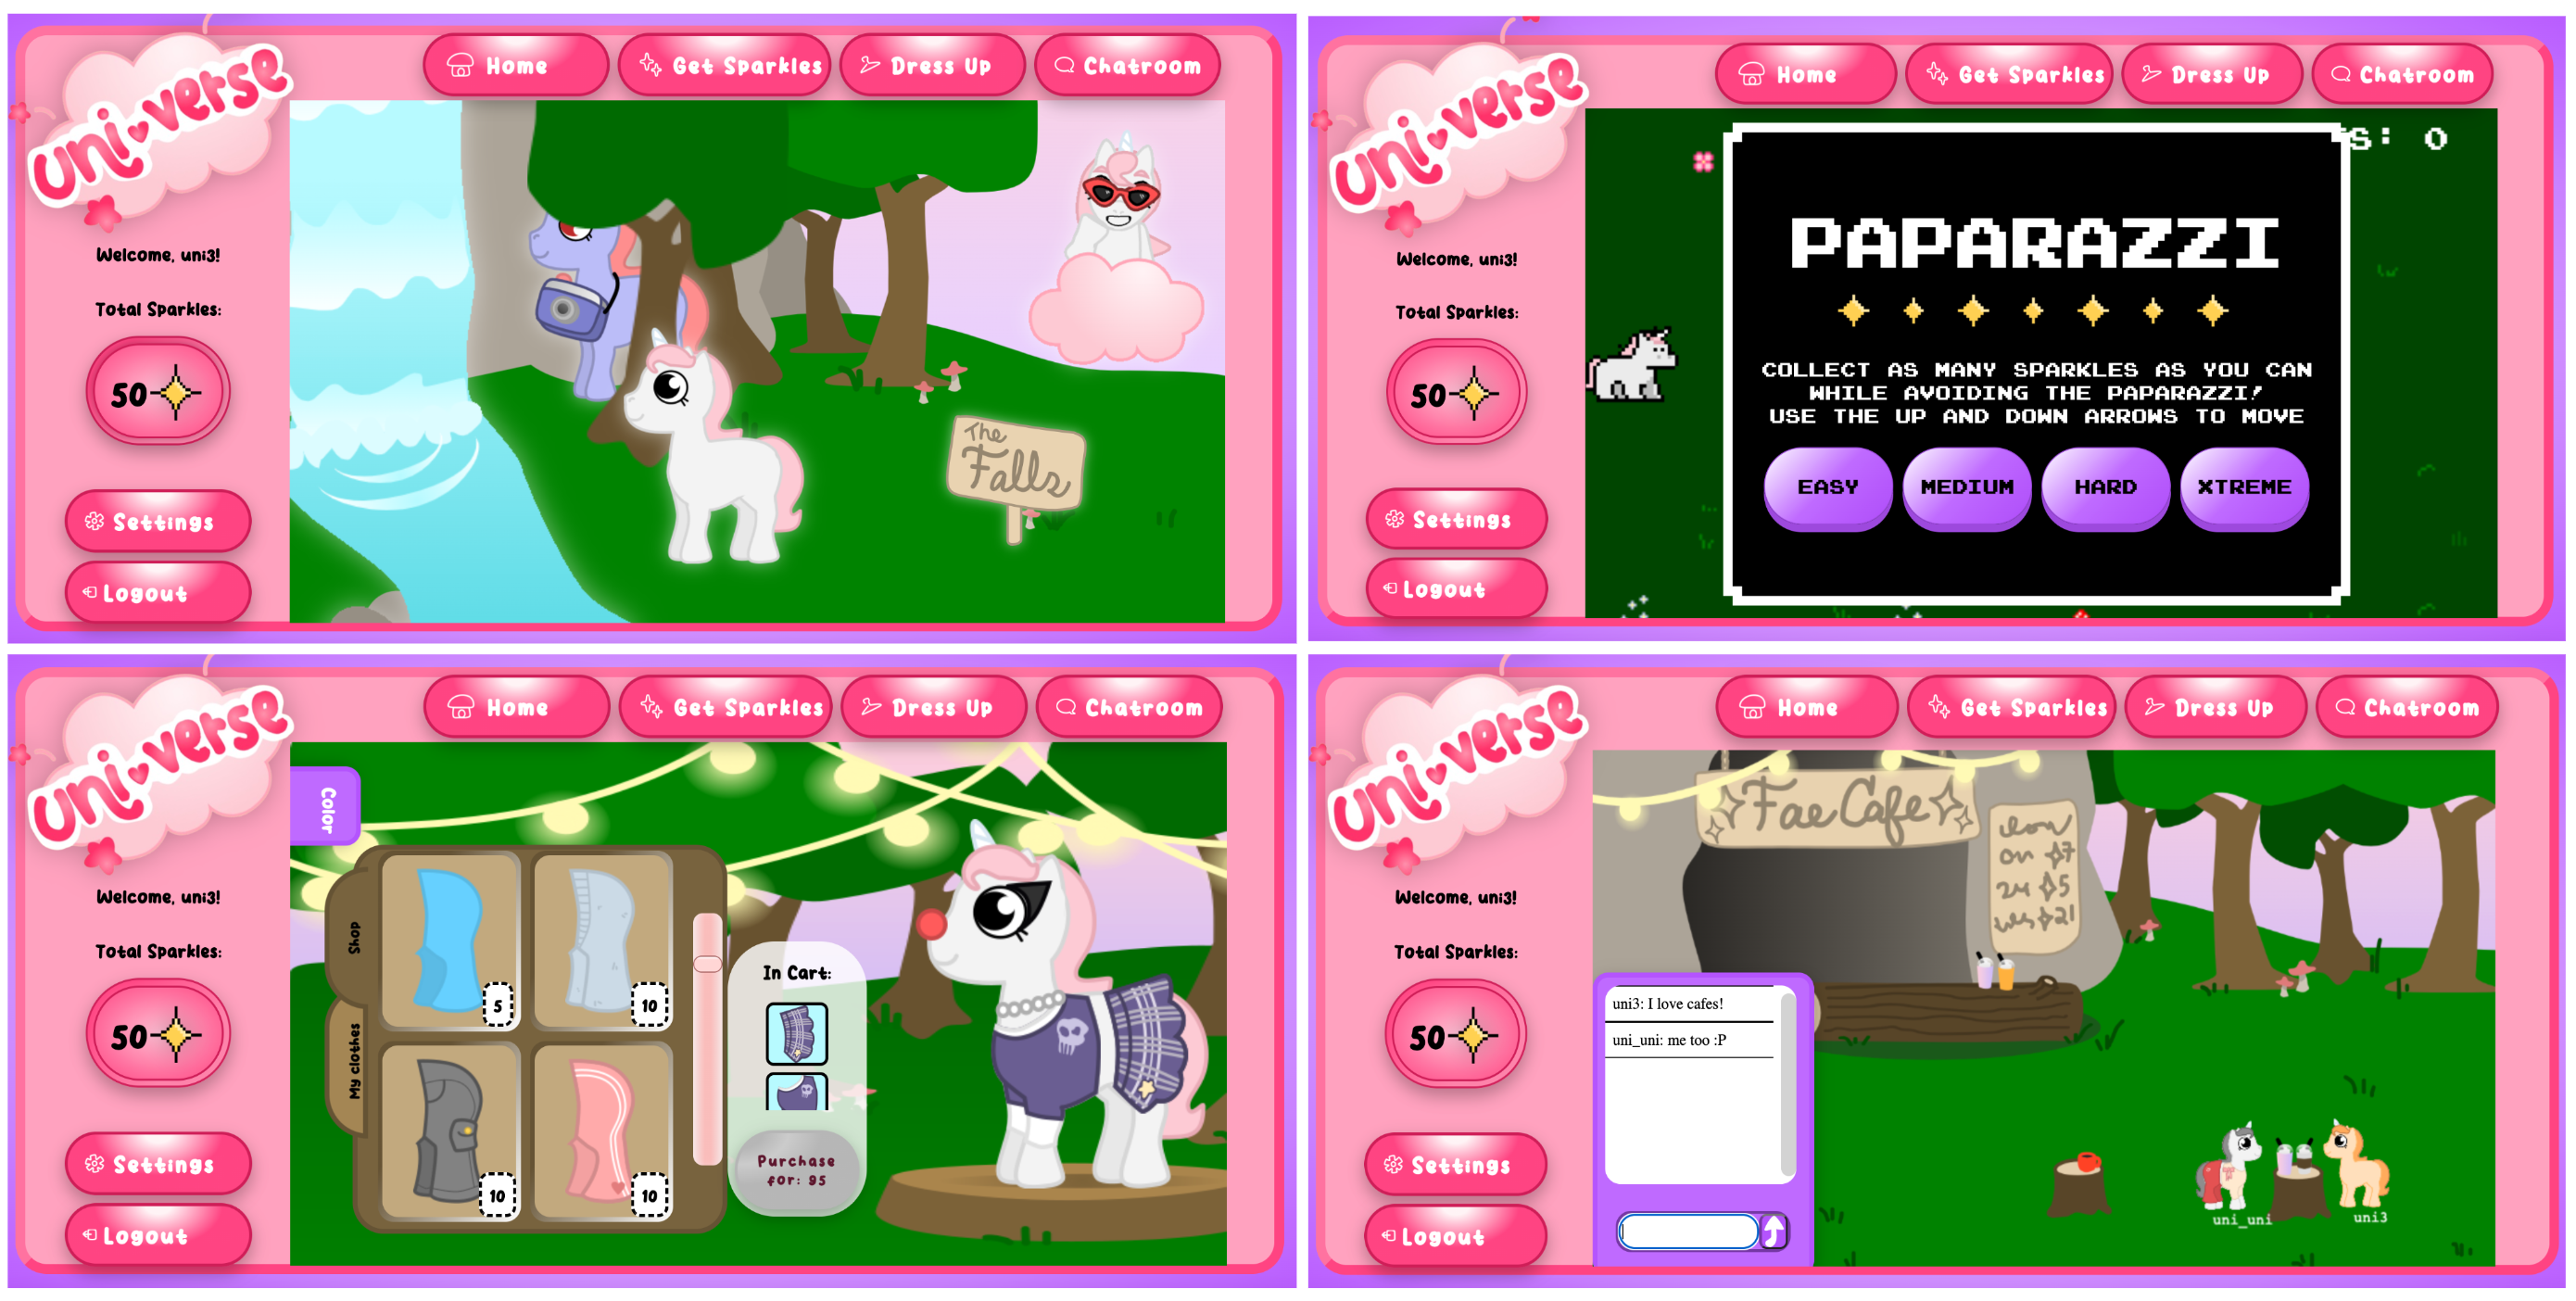 Home
Get Sparkles
Dress Up
Chatroom
uni verse
Welcome, uni3!
Total Sparkles:
50
Settings
Logout
The
Falls
Home
Get Sparkles
Dress Up
Chatroom
uni verse
Welcome, uni3!
Total Sparkles:
50
Settings
Logout
S: 0
PAPARAZZI
COLLECT AS MANY SPARKLES AS YOU CAN
WHILE AVOIDING THE PAPARAZZI!
USE THE UP AND DOWN ARROWS TO MOVE
EASY
MEDIUM
HARD
XTREME
Home
Get Sparkles
Dress Up
Chatroom
uni verse
Welcome, uni3!
Total Sparkles:
50
Settings
Logout
Color
Shop
My clothes
5
10
10
10
In Cart:
Purchase
for: 95
Home
Get Sparkles
Dress Up
Chatroom
uni verse
Welcome, uni3!
Total Sparkles:
50
Settings
Logout
Fae Cafe
7
5
21
uni3: I love cafes!
uni_uni: me too :P
uni_uni
uni3